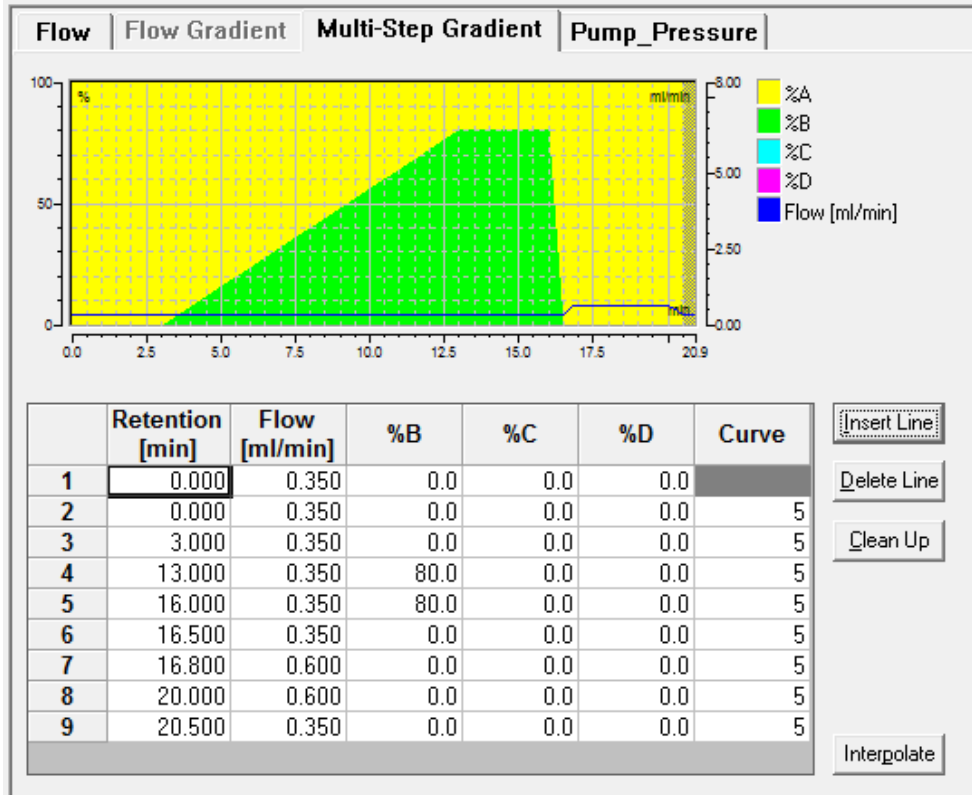 Flow Flow Gradient Multi-Step Gradient Pump_Pressure
100 % ml/min 8.00
%A
%B
%C
5.00 %D
Flow [ml/min]
50
2.50
0 min 0.00
0.0 2.5 5.0 7.5 10.0 12.5 15.0 17.5 20.9
Retention [min] Flow [ml/min] %B %C %D Curve
1 0.000 0.350 0.0 0.0 0.0
2 0.000 0.350 0.0 0.0 0.0 5
3 3.000 0.350 0.0 0.0 0.0 5
4 13.000 0.350 80.0 0.0 0.0 5
5 16.000 0.350 80.0 0.0 0.0 5
6 16.500 0.350 0.0 0.0 0.0 5
7 16.800 0.600 0.0 0.0 0.0 5
8 20.000 0.600 0.0 0.0 0.0 5
9 20.500 0.350 0.0 0.0 0.0 5
Insert Line
Delete Line
Clean Up
Interpolate